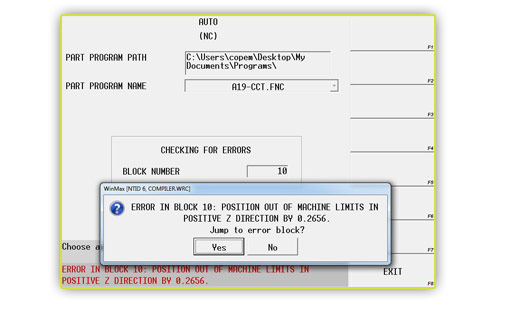 AUTO
(NC)
F1
PART PROGRAM PATH
C:\Users\copem\Desktop\My
Documents\Programs\
F2
PART PROGRAM NAME
A19-CCT.FNC
F3
CHECKING FOR ERRORS
F4
BLOCK NUMBER
10
F5
WinMax [NTID 6, COMPILER.WRC]
ERROR IN BLOCK 10: POSITION OUT OF MACHINE LIMITS IN
POSITIVE Z DIRECTION BY 0.2656.
Jump to error block?
F6
Yes
No
Choose a
F7
ERROR IN BLOCK 10: POSITION OUT OF MACHINE LIMITS IN
POSITIVE Z DIRECTION BY 0.2656.
EXIT
F8